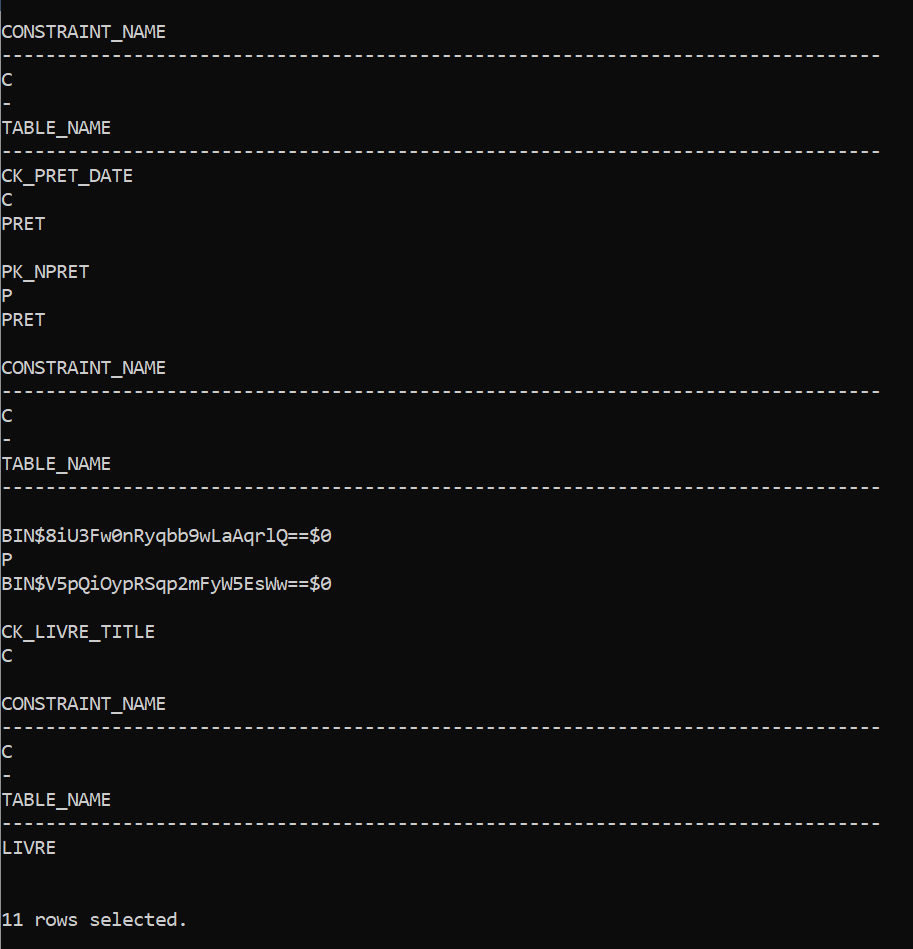 CONSTRAINT_NAME
--------------------------------------------------------------------------------
C
-
TABLE_NAME
--------------------------------------------------------------------------------
CK_PRET_DATE
C
PRET
PK_NPRET
P
PRET
CONSTRAINT_NAME
--------------------------------------------------------------------------------
C
-
TABLE_NAME
--------------------------------------------------------------------------------
BIN$8iU3Fw0nRyqbb9wLaAqrlQ==$0
P
BIN$V5pQiOypRSqp2mFyW5EsWw==$0
CK_LIVRE_TITLE
C
CONSTRAINT_NAME
--------------------------------------------------------------------------------
C
-
TABLE_NAME
--------------------------------------------------------------------------------
LIVRE
11 rows selected.